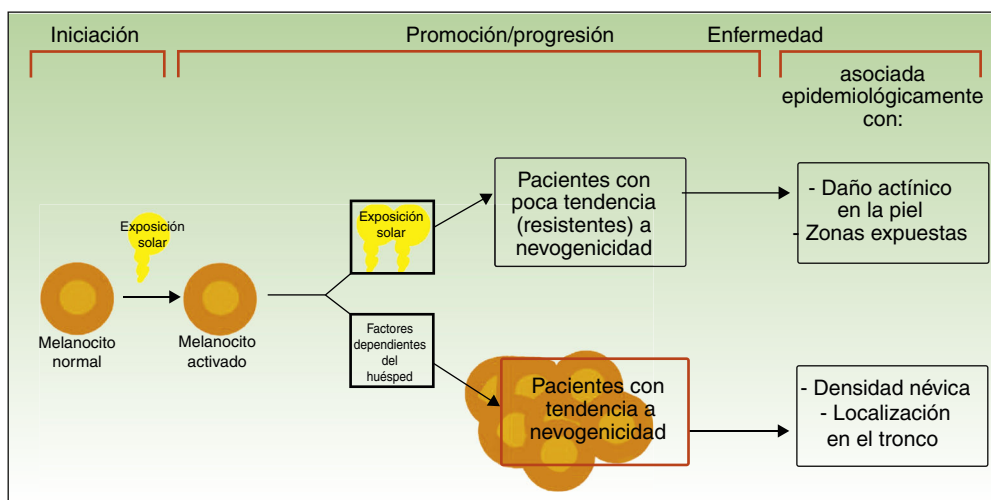 Iniciación
Promoción/progresión
Enfermedad
asociada
epidemiológicamente
con:
Exposición
solar
Melanocito
normal
Melanocito
activado
Exposición
solar
Factores
dependientes
del
huésped
Pacientes con
poca tendencia
(resistentes) a
nevogenicidad
- Daño actínico
en la piel
- Zonas expuestas
Pacientes con
tendencia a
nevogenicidad
- Densidad névica
- Localización
en el tronco